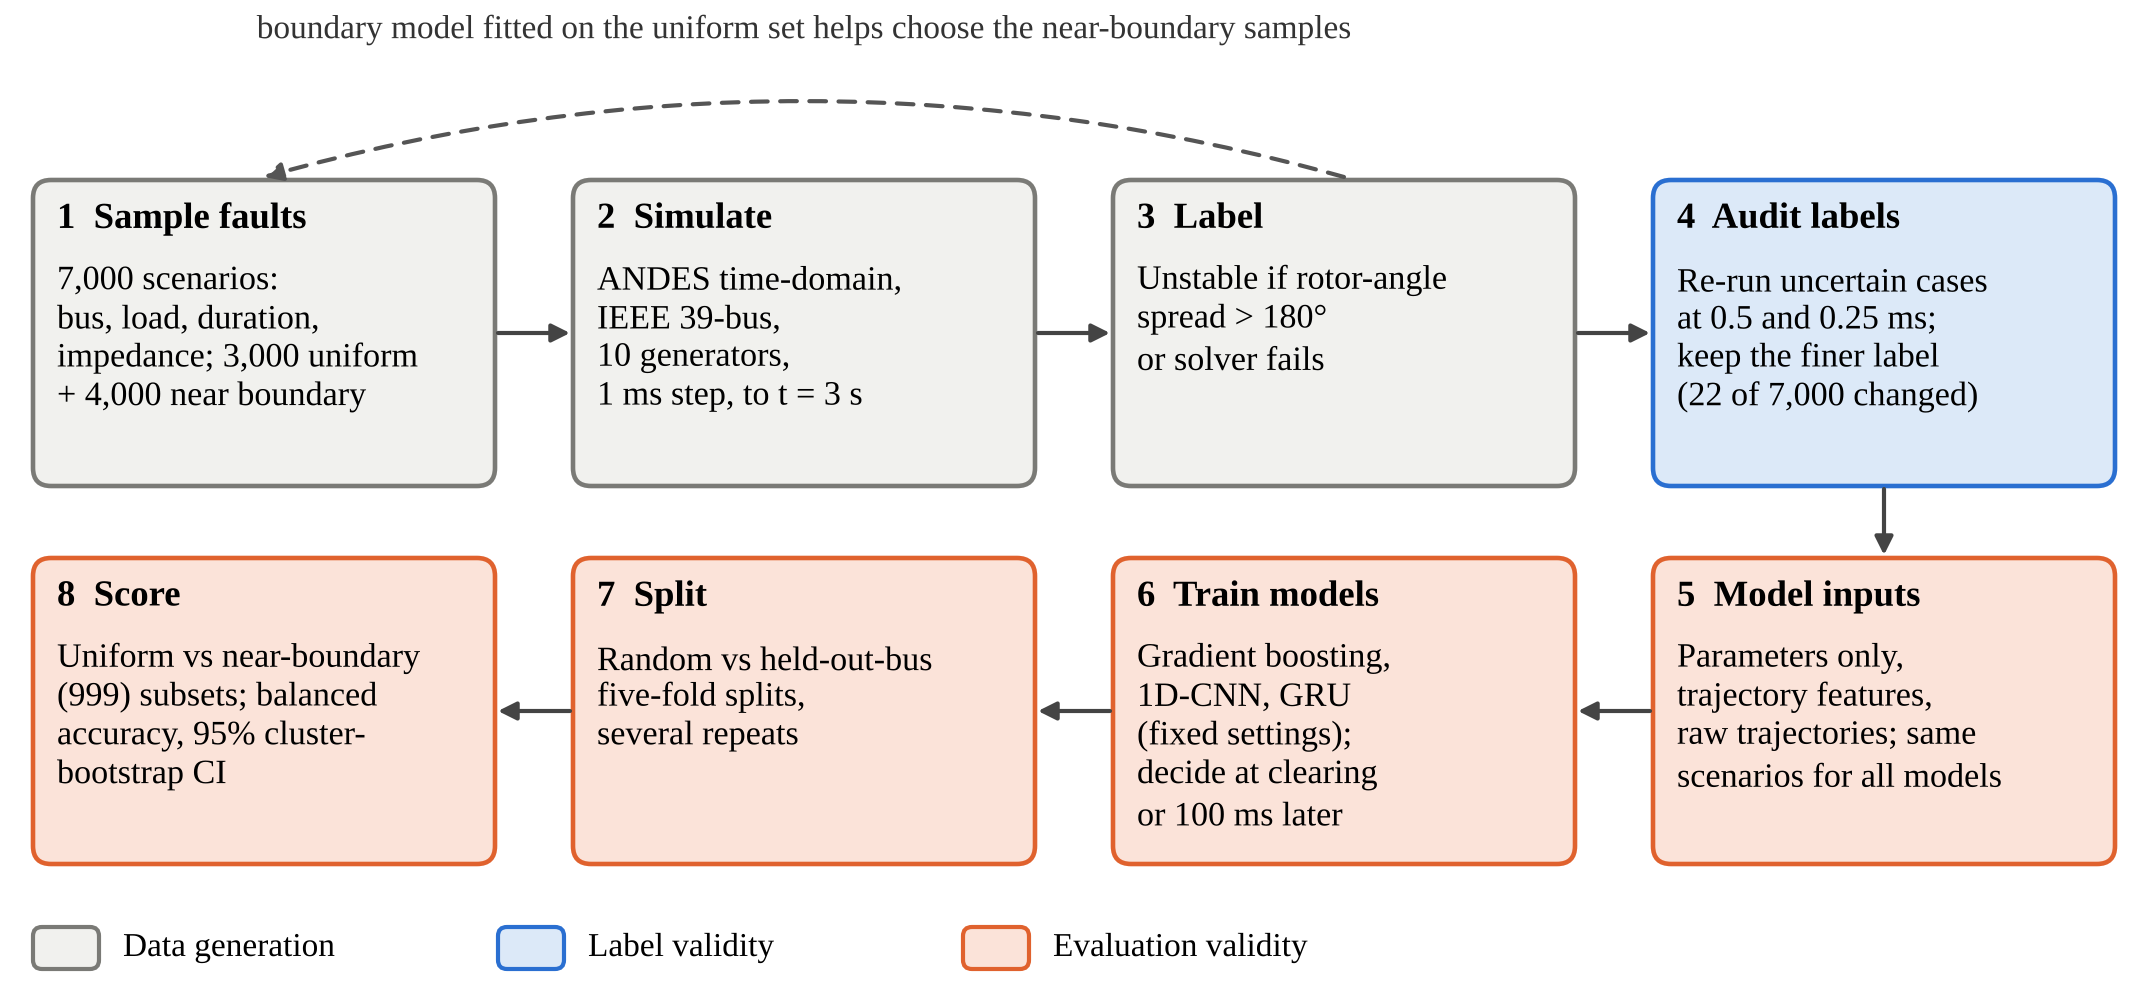 boundary model fitted on the uniform set helps choose the near-boundary samples
1 Sample faults
7,000 scenarios:
bus, load, duration,
impedance; 3,000 uniform
+ 4,000 near boundary
2 Simulate
ANDES time-domain,
IEEE 39-bus,
10 generators,
1 ms step, to t = 3 s
3 Label
Unstable if rotor-angle
spread > 180°
or solver fails
4 Audit labels
Re-run uncertain cases
at 0.5 and 0.25 ms;
keep the finer label
(22 of 7,000 changed)
8 Score
Uniform vs near-boundary
(999) subsets; balanced
accuracy, 95% cluster-
bootstrap CI
7 Split
Random vs held-out-bus
five-fold splits,
several repeats
6 Train models
Gradient boosting,
1D-CNN, GRU
(fixed settings);
decide at clearing
or 100 ms later
5 Model inputs
Parameters only,
trajectory features,
raw trajectories; same
scenarios for all models
Data generation
Label validity
Evaluation validity